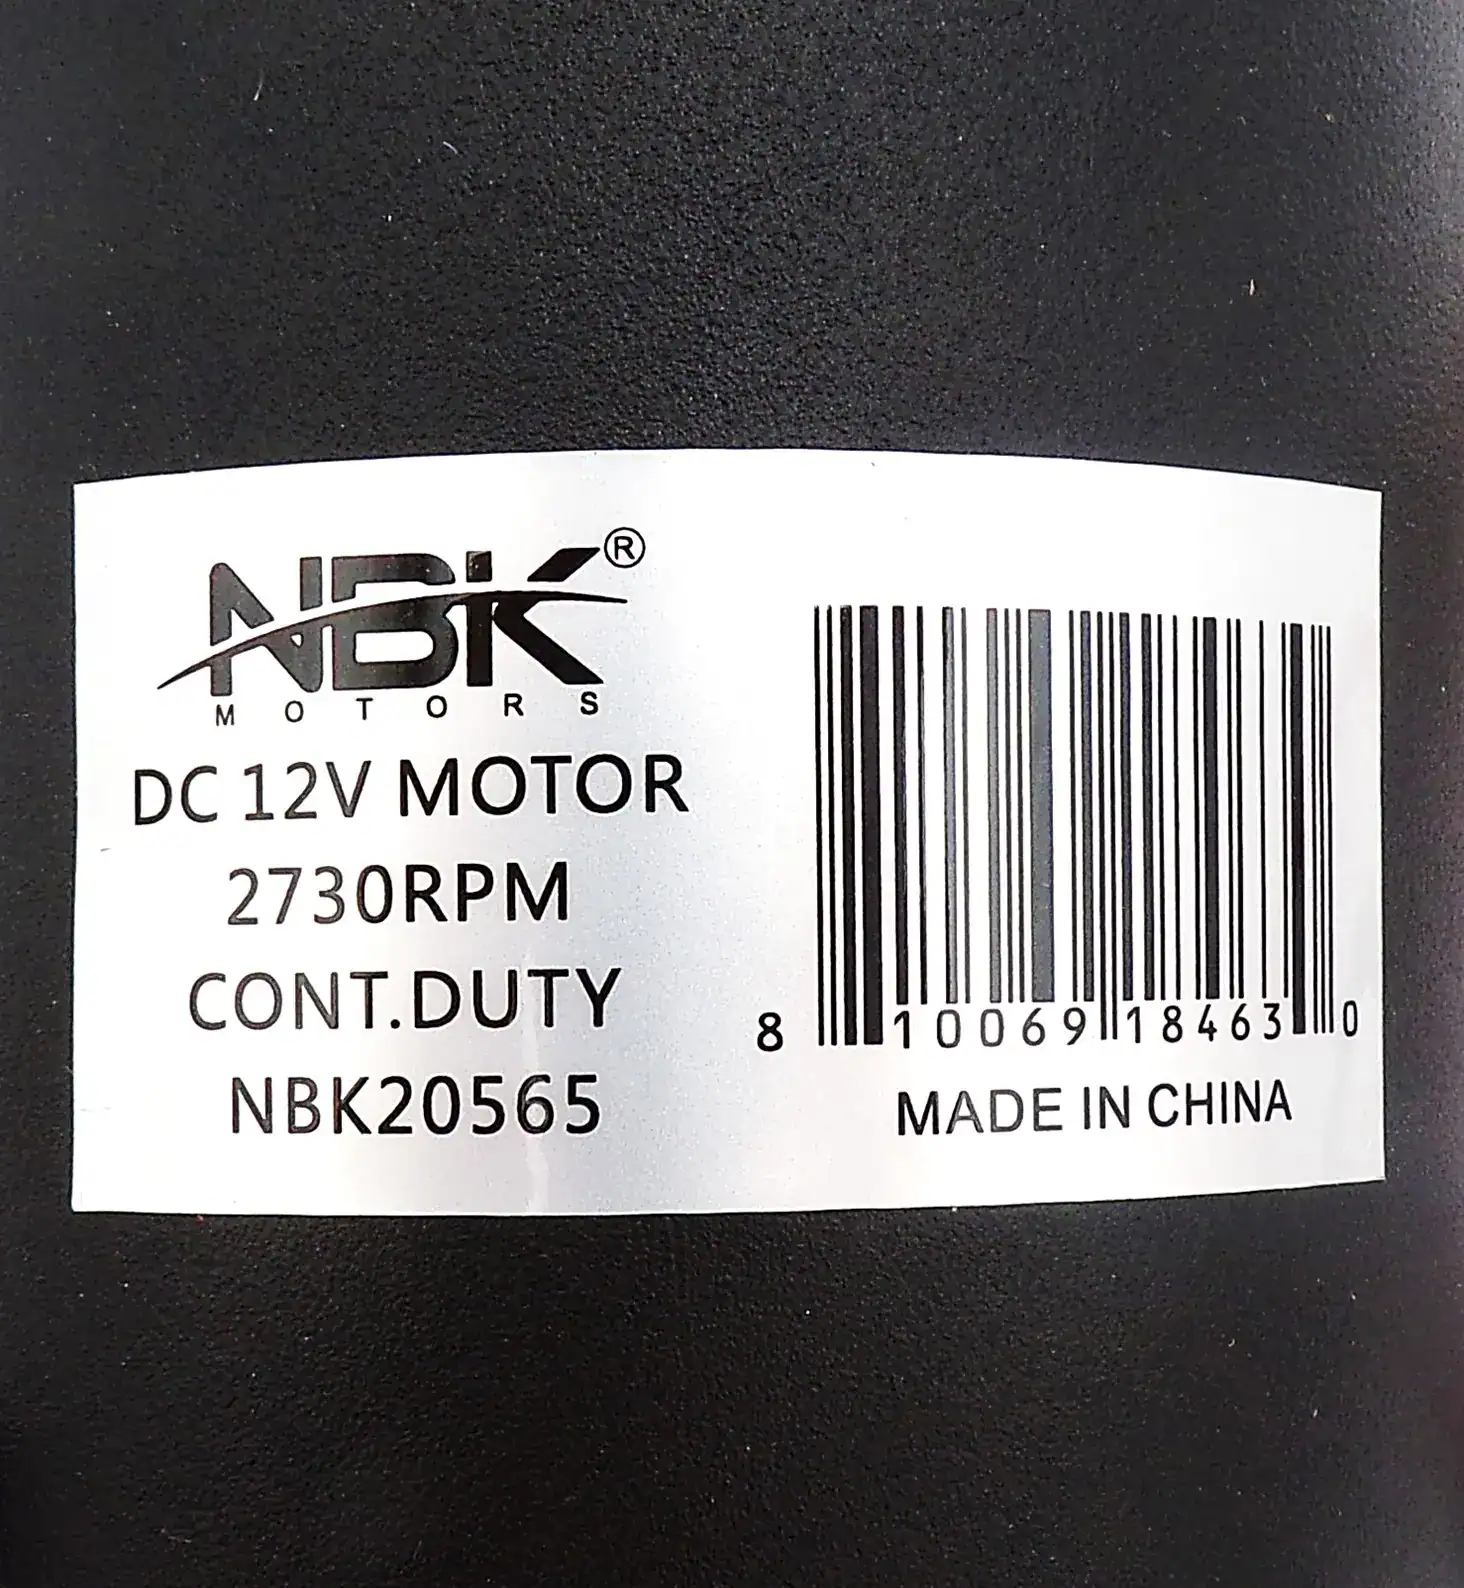 NBK®
MOTORS
DC 12V MOTOR
2730RPM
CONT.DUTY
NBK20565
8 10069 18463 0
MADE IN CHINA